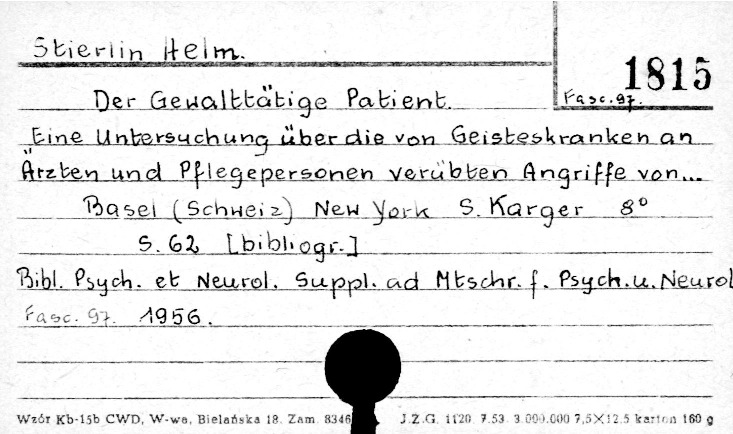 Stierlin Helm.
1815
Fasc. 97.
Der Gewalttätige Patient.
Eine Untersuchung über die von Geisteskranken an
Ärzten und Pflegepersonen verübten Angriffe von...
Basel (Schweiz) New York S. Karger 8°
S. 62 [bibliogr.]
Bibl. Psych. et Neurol. Suppl. ad Mtschr. f. Psych. u. Neurol
Fasc. 97. 1956.
Wzór Kb-15b CWD, W-wa, Bielańska 18. Zam. 8346 J.Z.G. 1120 7.53. 3.000.000 7,5×12,5 karton 160 g